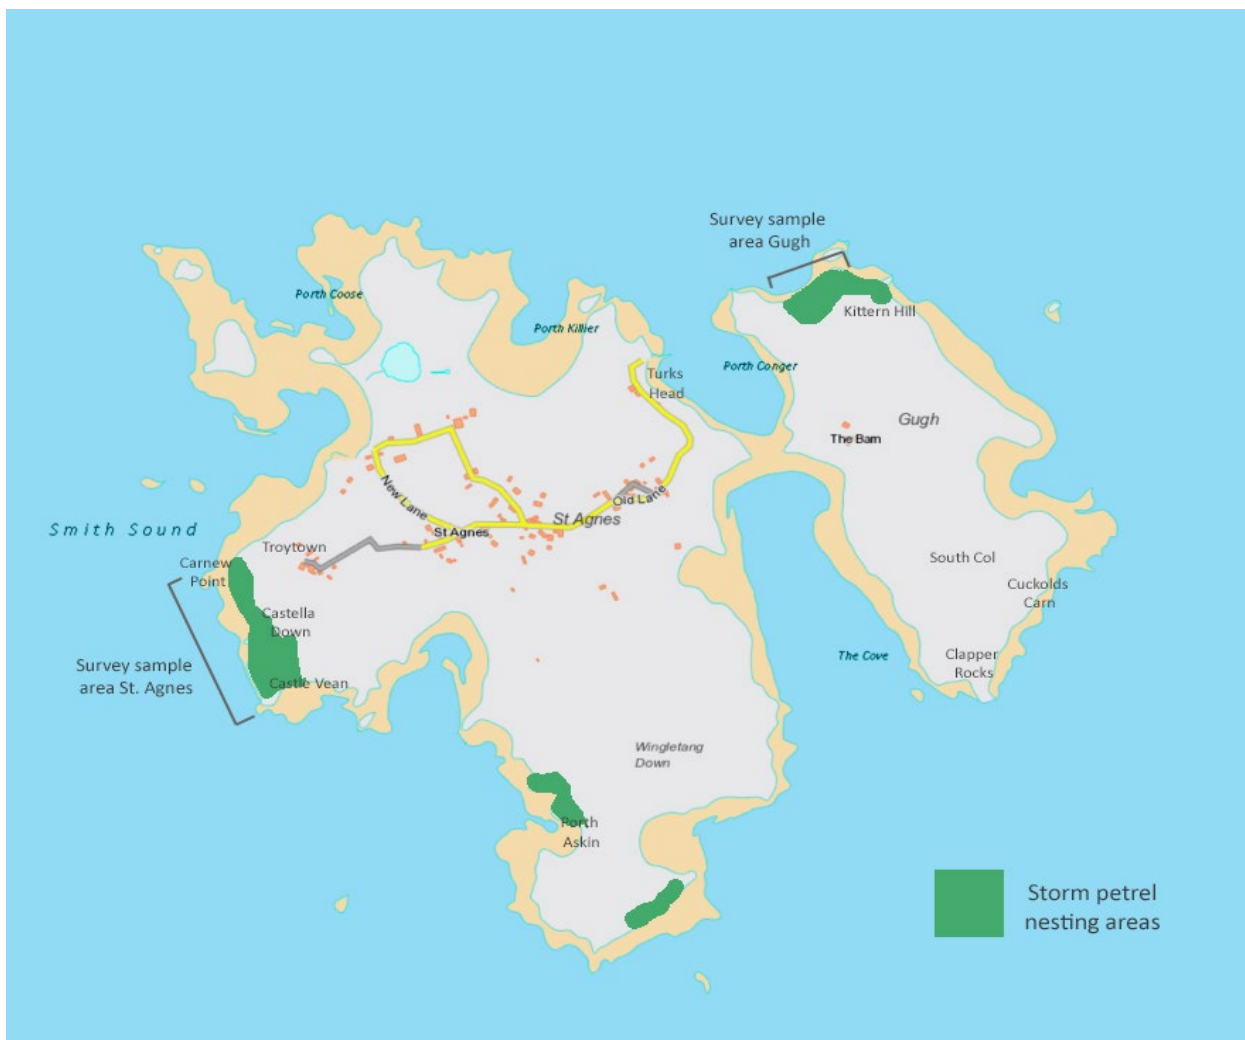 Survey sample
area Gugh
Porth Coose
Porth Killier
Kittern Hill
Porth Conger
Turks
Head
Gugh
The Barn
New Lane
Old Lane
St Agnes
St Agnes
Smith Sound
Troytown
Carnew
Point
South Col
Cuckolds
Carn
Castella
Down
Survey sample
area St. Agnes
Castle Vean
The Cove
Clapper
Rocks
Wingletang
Down
Porth
Askin
Storm petrel
nesting areas